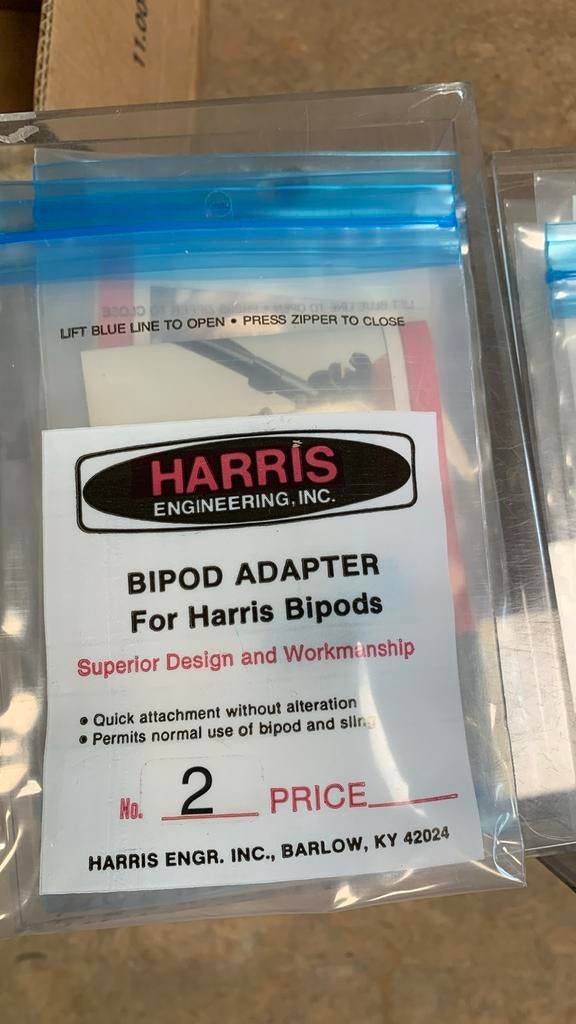 11.00
LIFT BLUE LINE TO OPEN • PRESS ZIPPER TO CLOSE
HARRIS
ENGINEERING, INC.
BIPOD ADAPTER
For Harris Bipods
Superior Design and Workmanship
• Quick attachment without alteration
• Permits normal use of bipod and sling
No. 2 PRICE
HARRIS ENGR. INC., BARLOW, KY 42024